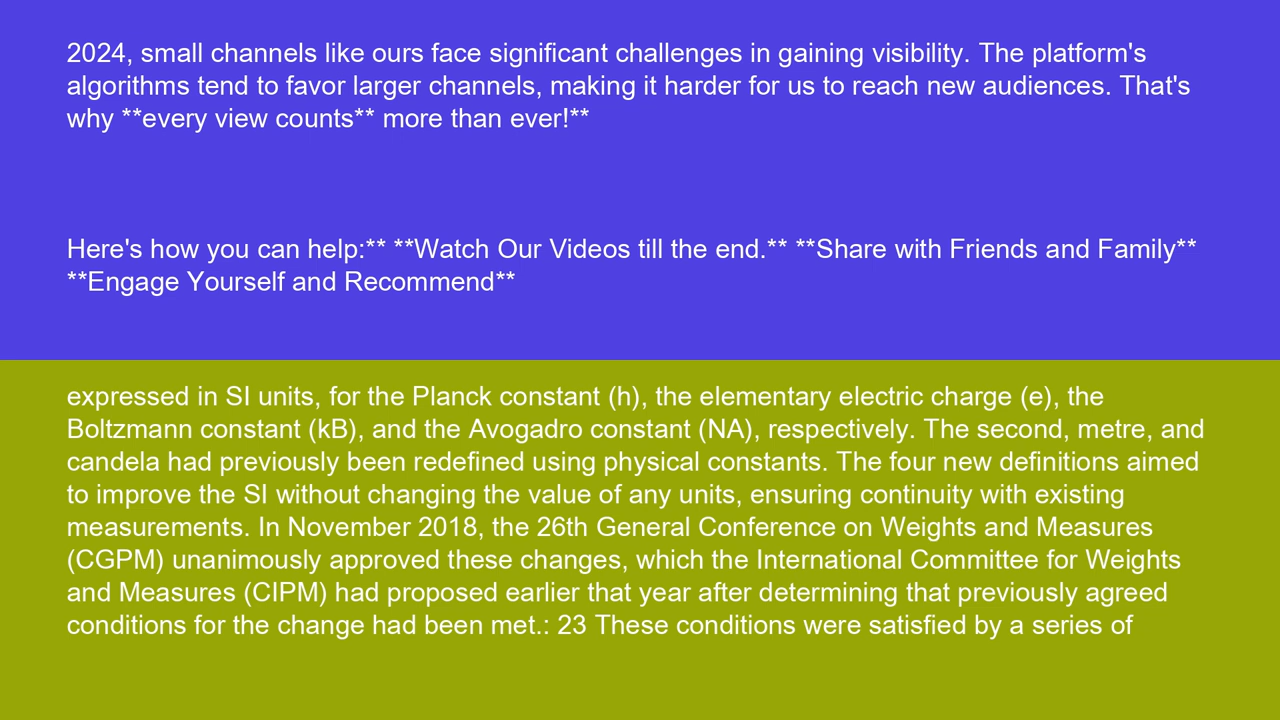 2024, small channels like ours face significant challenges in gaining visibility. The platform's
algorithms tend to favor larger channels, making it harder for us to reach new audiences. That's
why **every view counts** more than ever!**
Here's how you can help:** **Watch Our Videos till the end.** **Share with Friends and Family**
**Engage Yourself and Recommend**
expressed in SI units, for the Planck constant (h), the elementary electric charge (e), the
Boltzmann constant (kB), and the Avogadro constant (NA), respectively. The second, metre, and
candela had previously been redefined using physical constants. The four new definitions aimed
to improve the SI without changing the value of any units, ensuring continuity with existing
measurements. In November 2018, the 26th General Conference on Weights and Measures
(CGPM) unanimously approved these changes, which the International Committee for Weights
and Measures (CIPM) had proposed earlier that year after determining that previously agreed
conditions for the change had been met.: 23 These conditions were satisfied by a series of